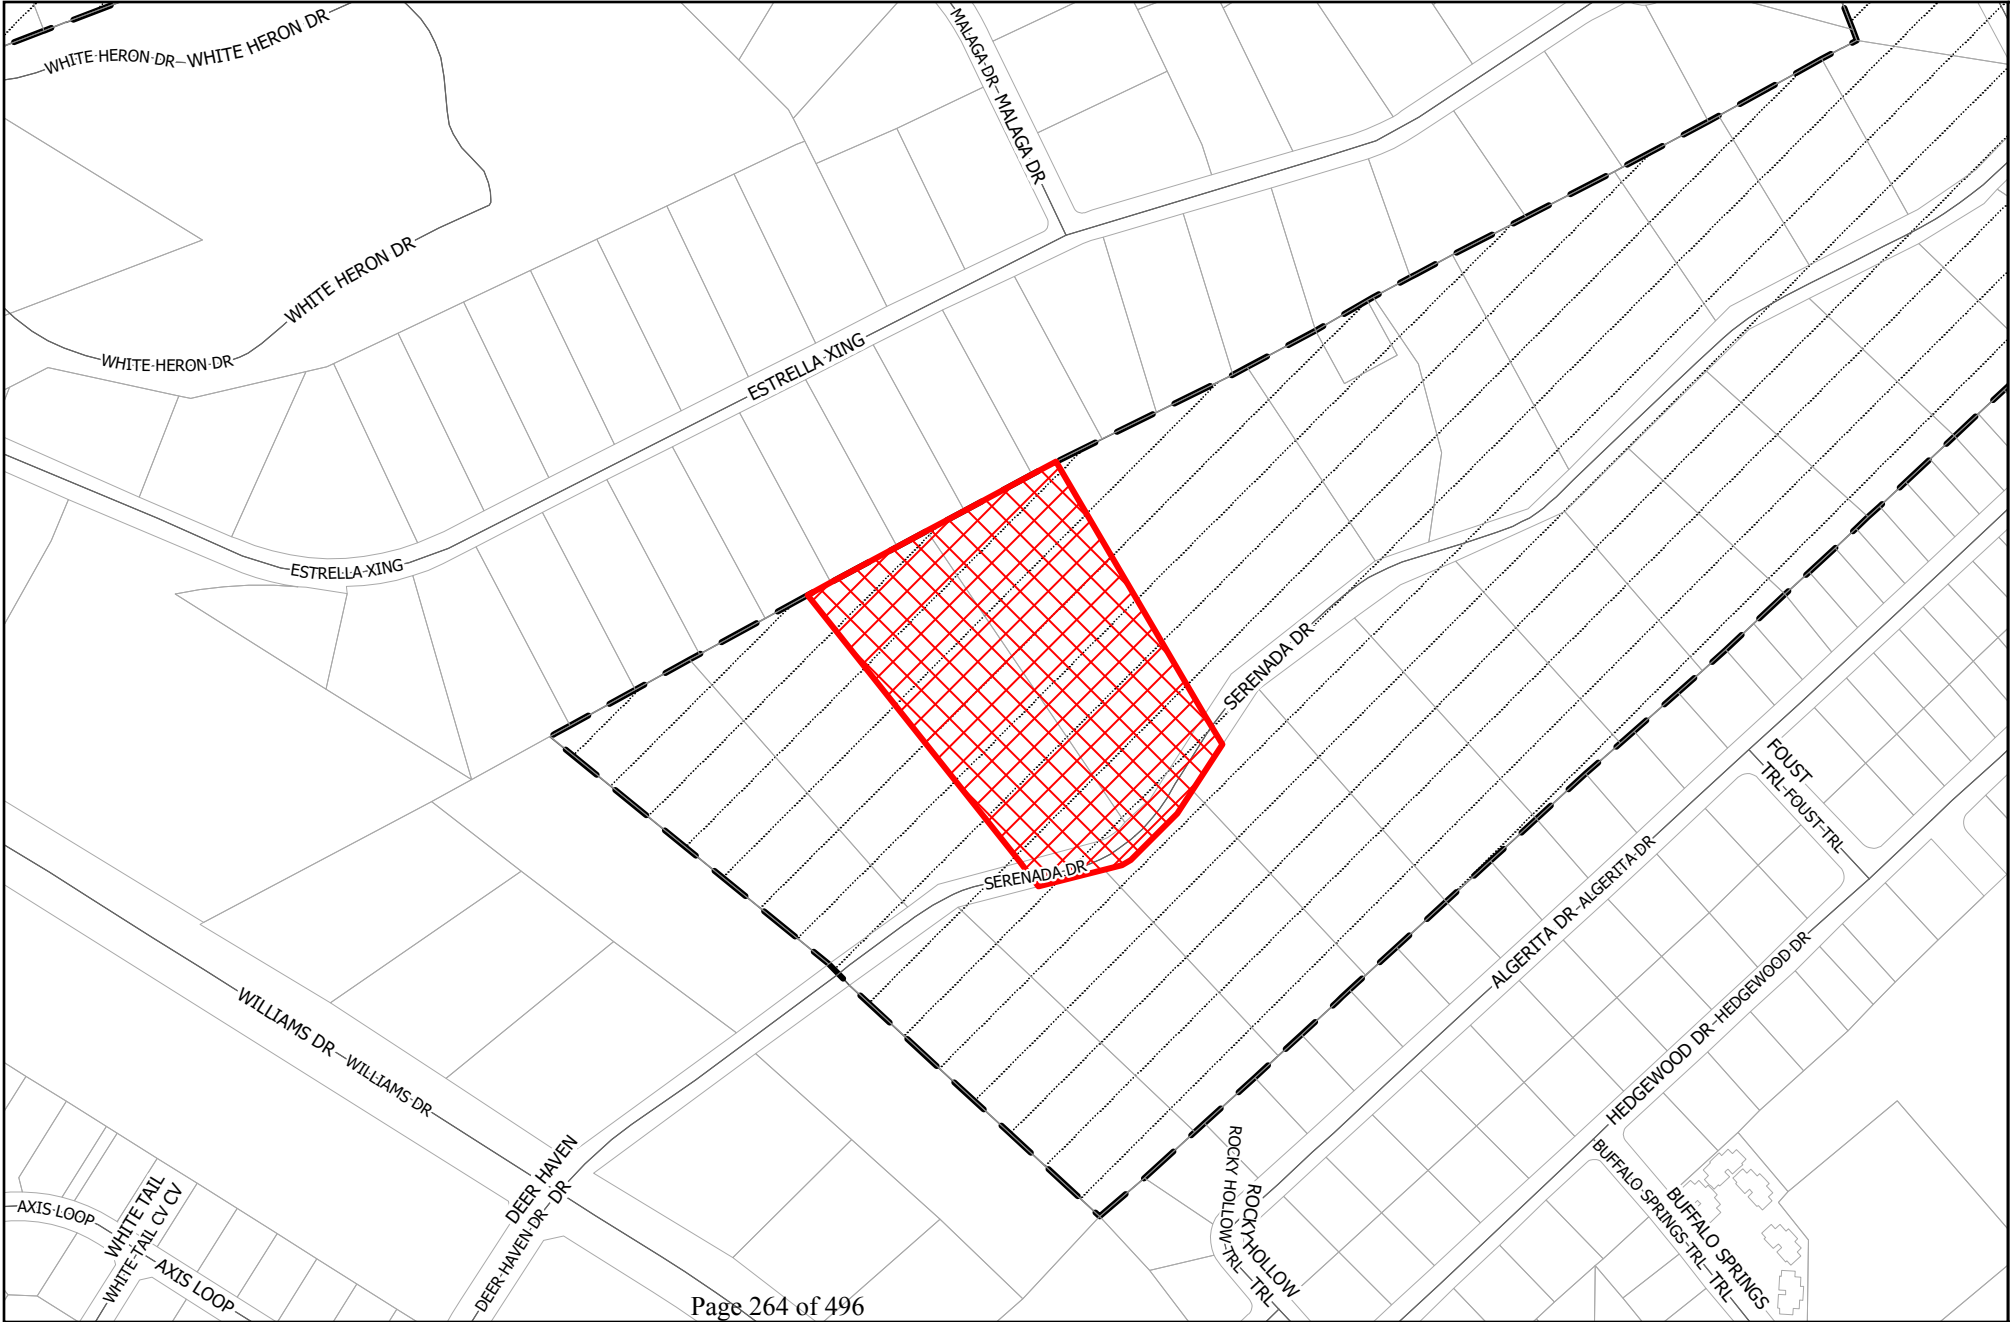 WHITE HERON DR
WHITE HERON DR
MALAGA DR
MALAGA DR
WHITE HERON DR
WHITE HERON DR
ESTRELLA XING
ESTRELLA XING
SERENADA DR
SERENADA DR
FOUST
TRL
FOUST TRL
ALGERITA DR
ALGERITA DR
HEDGEWOOD DR
HEDGEWOOD DR
WILLIAMS DR
WILLIAMS DR
DEER HAVEN
DR
DEER HAVEN DR
ROCKY HOLLOW TRL
ROCKY HOLLOW
TRL
BUFFALO SPRINGS TRL
BUFFALO SPRINGS
TRL
AXIS LOOP
WHITE TAIL
CV
WHITE TAIL CV
AXIS LOOP
Page 264 of 496